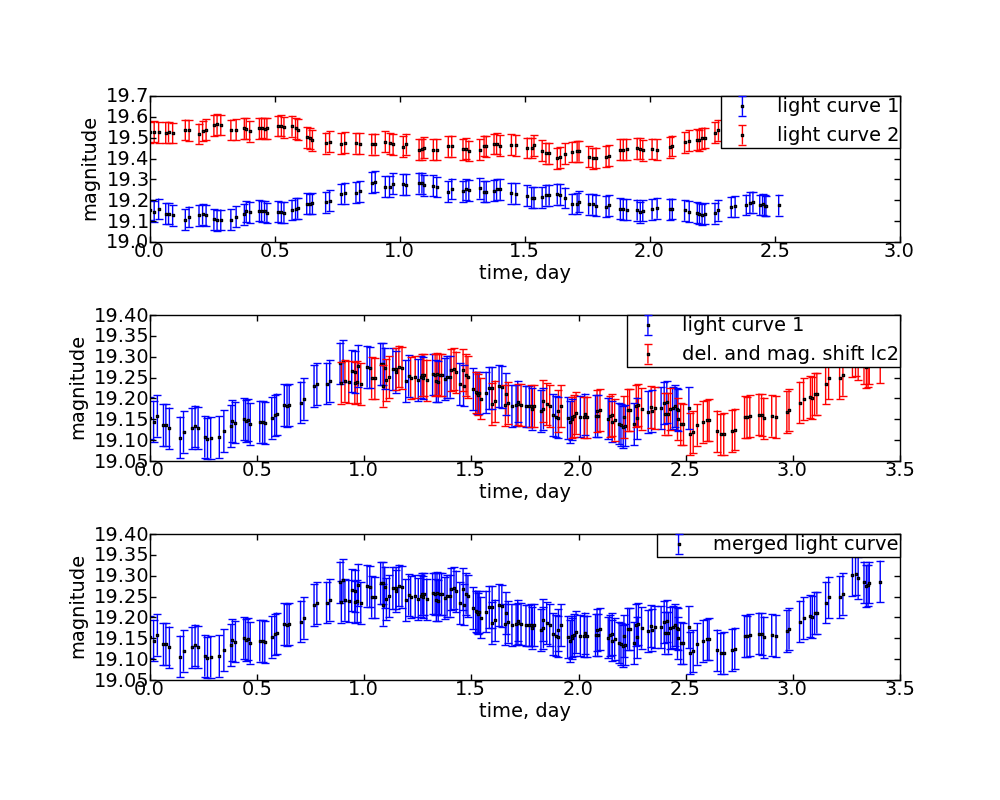 19.7
19.6
19.5
19.4
19.3
19.2
19.1
19.0
magnitude
light curve 1
light curve 2
0.0 0.5 1.0 1.5 2.0 2.5 3.0
time, day
19.40
19.35
19.30
19.25
19.20
19.15
19.10
19.05
magnitude
light curve 1
del. and mag. shift lc2
0.0 0.5 1.0 1.5 2.0 2.5 3.0 3.5
time, day
19.40
19.35
19.30
19.25
19.20
19.15
19.10
19.05
magnitude
merged light curve
0.0 0.5 1.0 1.5 2.0 2.5 3.0 3.5
time, day